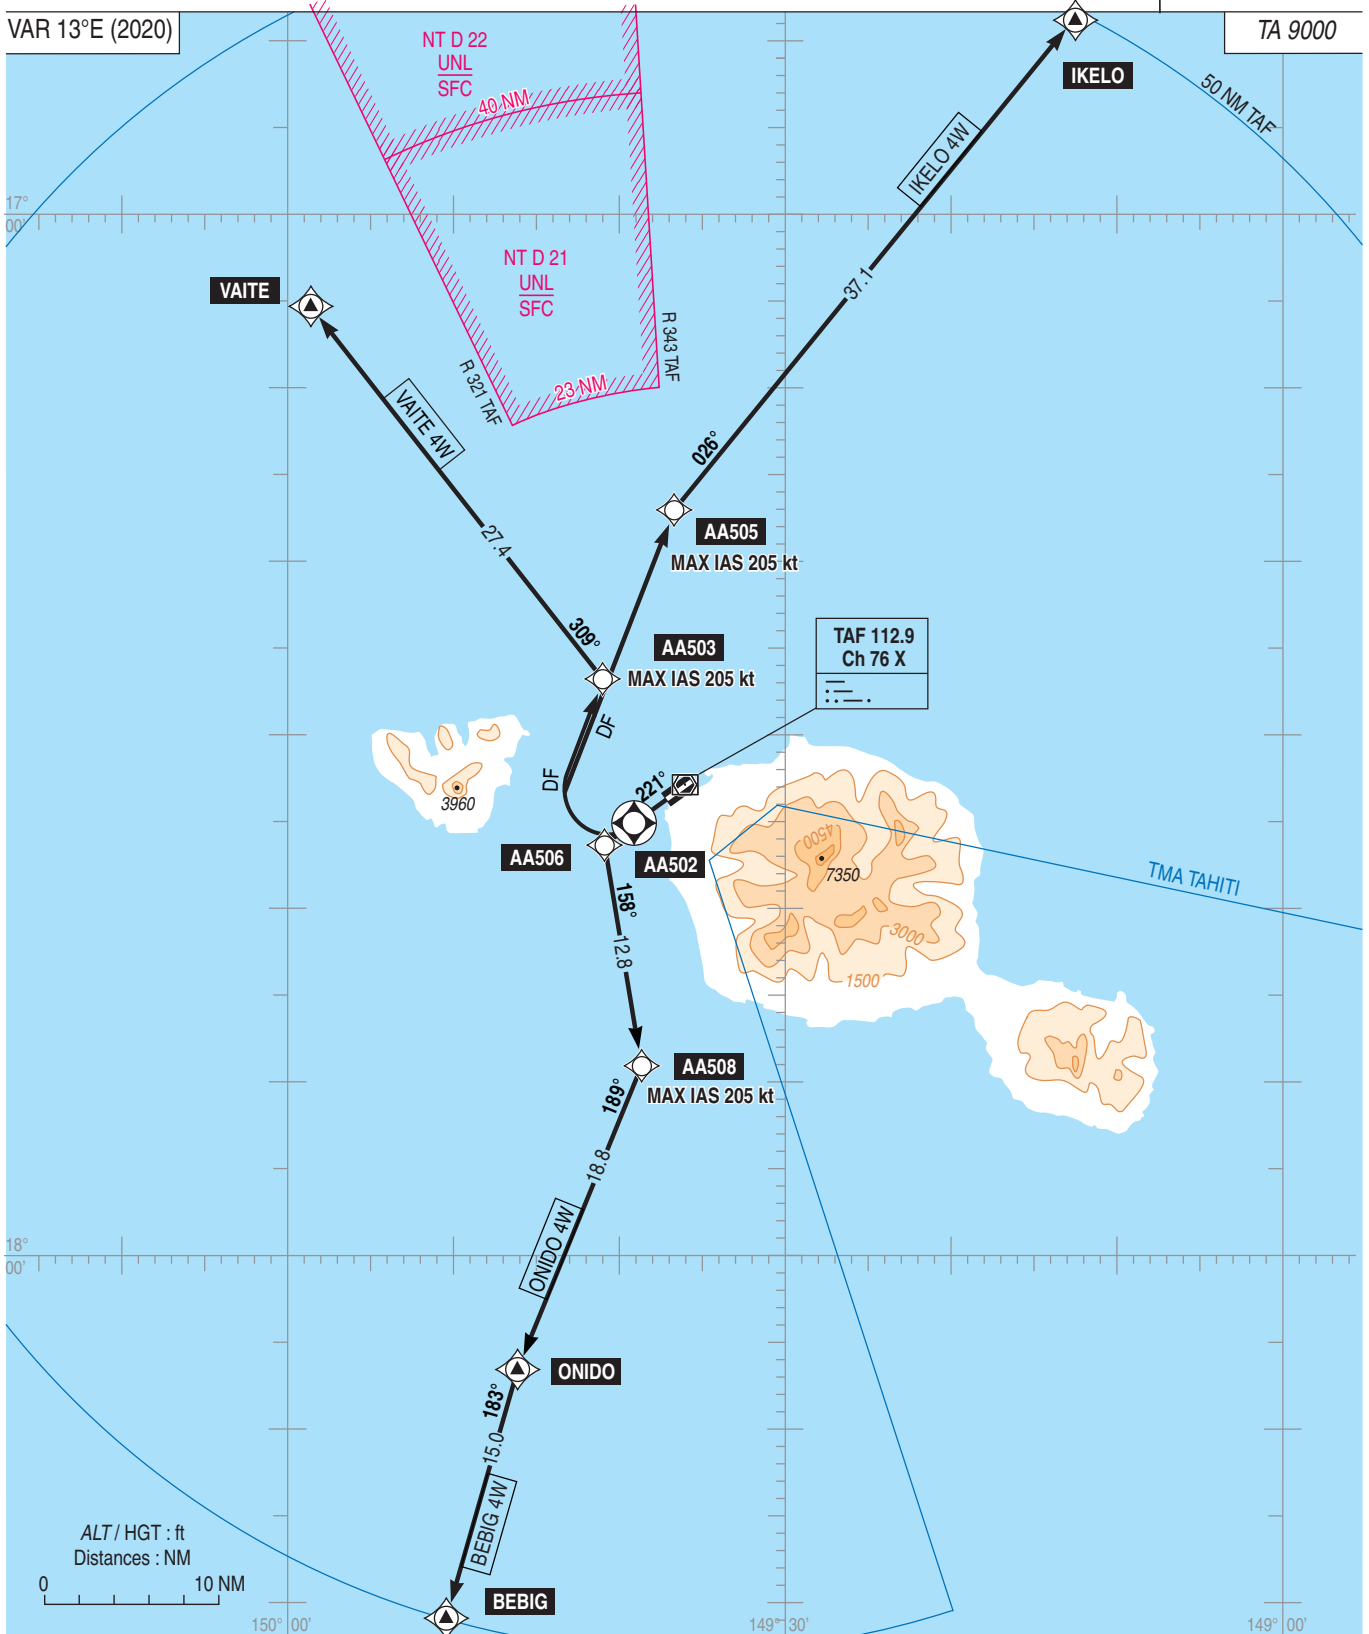 VAR 13°E (2020)
TA 9000
NT D 22
UNL
SFC
40 NM
IKELO
50 NM TAF
IKELO 4W
17°
00'
NT D 21
UNL
SFC
VAITE
37.1
R 343 TAF
R 321 TAF
23 NM
VAITE 4W
026°
27.4
AA505
MAX IAS 205 kt
309°
AA503
MAX IAS 205 kt
TAF 112.9
Ch 76 X
DF
DF
221°
3960
4500
AA506
AA502
7350
TMA TAHITI
158°
3000
12.8
1500
AA508
MAX IAS 205 kt
189°
18.8
ONIDO 4W
18°
00'
ONIDO
183°
15.0
BEBIG 4W
ALT / HGT : ft
Distances : NM
0
10 NM
BEBIG
150° 00'
149° 30'
149° 00'